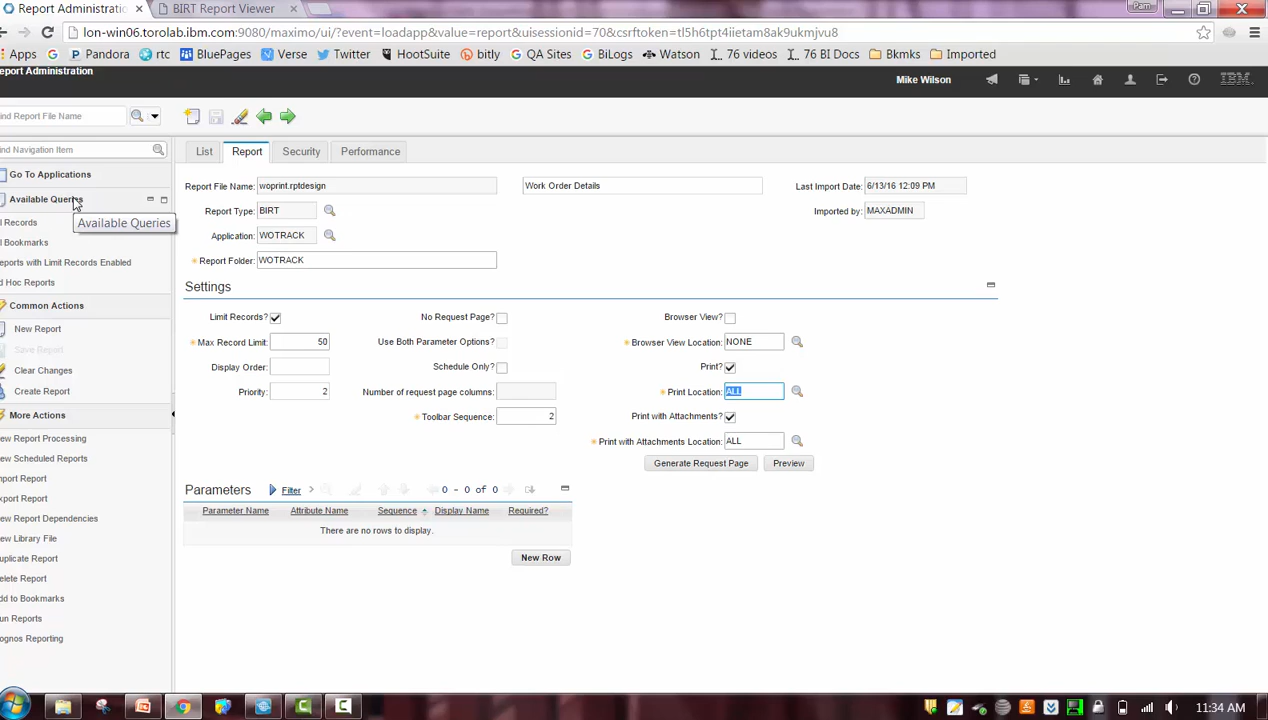 Report Administratio
BIRT Report Viewer
Pam
lon-win06.torolab.ibm.com:9080/maximo/ui/?event=loadapp&value=report&uisessionid=70&csrftoken=tl5h6tpt4iietam8ak9ukmjvu8
Apps Pandora rtc BluePages Verse Twitter HootSuite bitly QA Sites BiLogs Watson 76 videos 76 BI Docs Bkmks Imported
Report Administration
Mike Wilson
IBM
ind Report File Name
ind Navigation Item
List Report Security Performance
Go To Applications
Available Queries
Available Queries
l Records
l Bookmarks
eports with Limit Records Enabled
d Hoc Reports
Common Actions
New Report
Save Report
Clear Changes
Create Report
More Actions
ew Report Processing
ew Scheduled Reports
port Report
xport Report
ew Report Dependencies
ew Library File
uplicate Report
elete Report
dd to Bookmarks
un Reports
ognos Reporting
Report File Name: woprint.rptdesign Work Order Details Last Import Date: 6/13/16 12:09 PM
Report Type: BIRT Imported by: MAXADMIN
Application: WOTRACK
Report Folder: WOTRACK
Settings
Limit Records? No Request Page? Browser View?
Max Record Limit: 50 Use Both Parameter Options? Browser View Location: NONE
Display Order: Schedule Only? Print?
Priority: 2 Number of request page columns: Print Location: ALL
Toolbar Sequence: 2 Print with Attachments?
Print with Attachments Location: ALL
Generate Request Page Preview
Parameters Filter 0 - 0 of 0
Parameter Name Attribute Name Sequence Display Name Required?
There are no rows to display.
New Row
11:34 AM